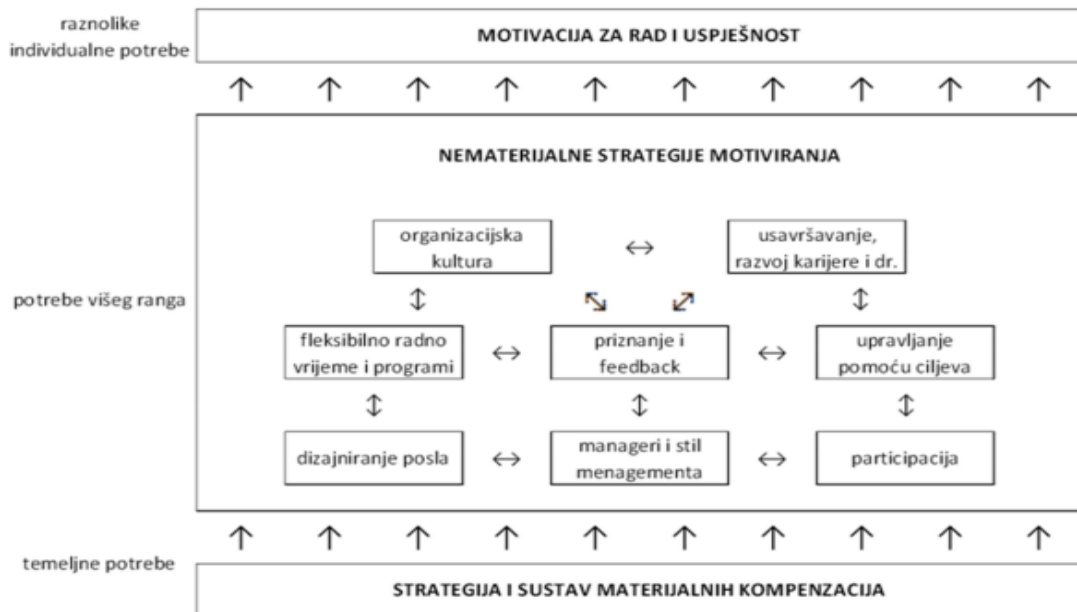 raznolike
individualne potrebe
MOTIVACIJA ZA RAD I USPJEŠNOST
NEMATERIJALNE STRATEGIJE MOTIVIRANJA
organizacijska
kultura
usavršavanje,
razvoj karijere i dr.
potrebe višeg ranga
fleksibilno radno
vrijeme i programi
priznanje i
feedback
upravljanje
pomoću ciljeva
dizajniranje posla
manageri i stil
menagementa
participacija
temeljne potrebe
STRATEGIJA I SUSTAV MATERIJALNIH KOMPENZACIJA